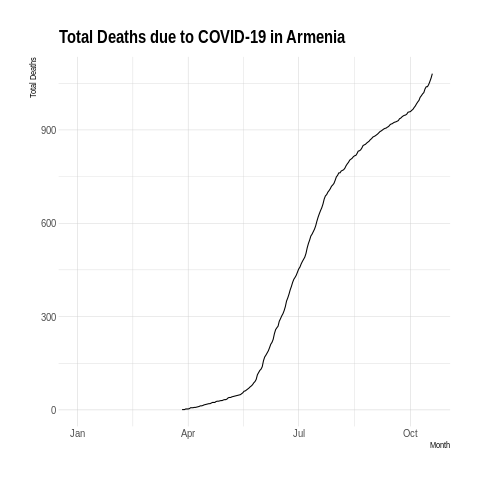 Total Deaths due to COVID-19 in Armenia
Total Deaths
900
600
300
0
Jan Apr Jul Oct
Month